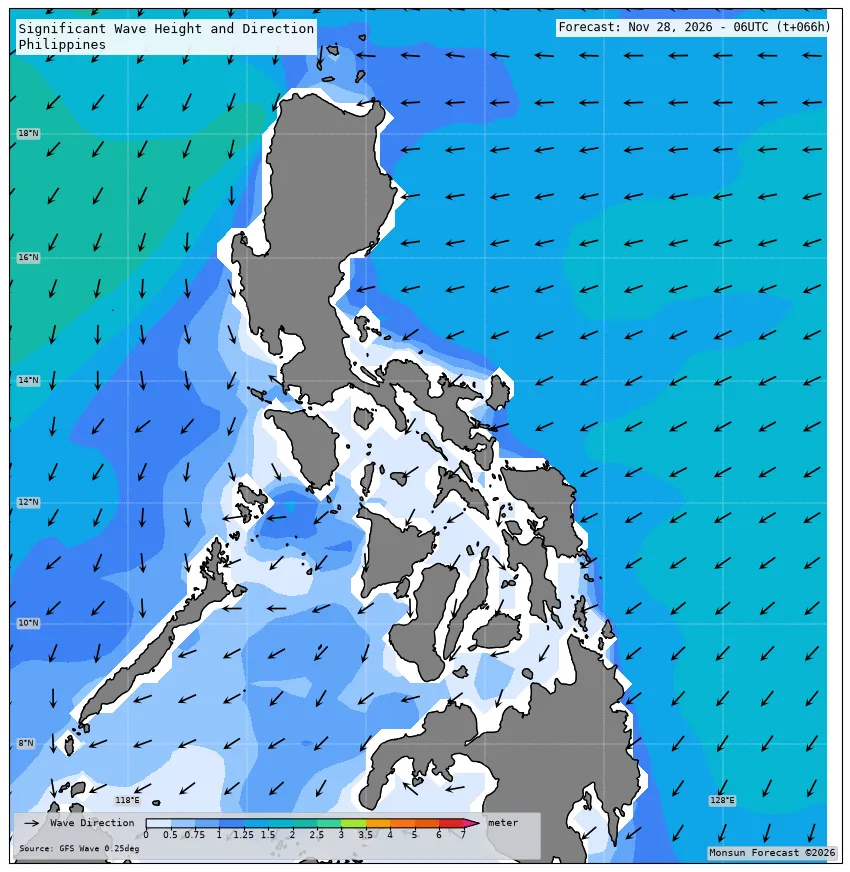 Significant Wave Height and Direction
Philippines
Forecast: Nov 28, 2026 - 06UTC (t+066h)
18°N
16°N
14°N
12°N
10°N
8°N
118°E
128°E
Wave Direction
0 0.5 0.75 1 1.25 1.5 2 2.5 3 3.5 4 5 6 7
meter
Source: GFS Wave 0.25deg
Monsun Forecast ©2026